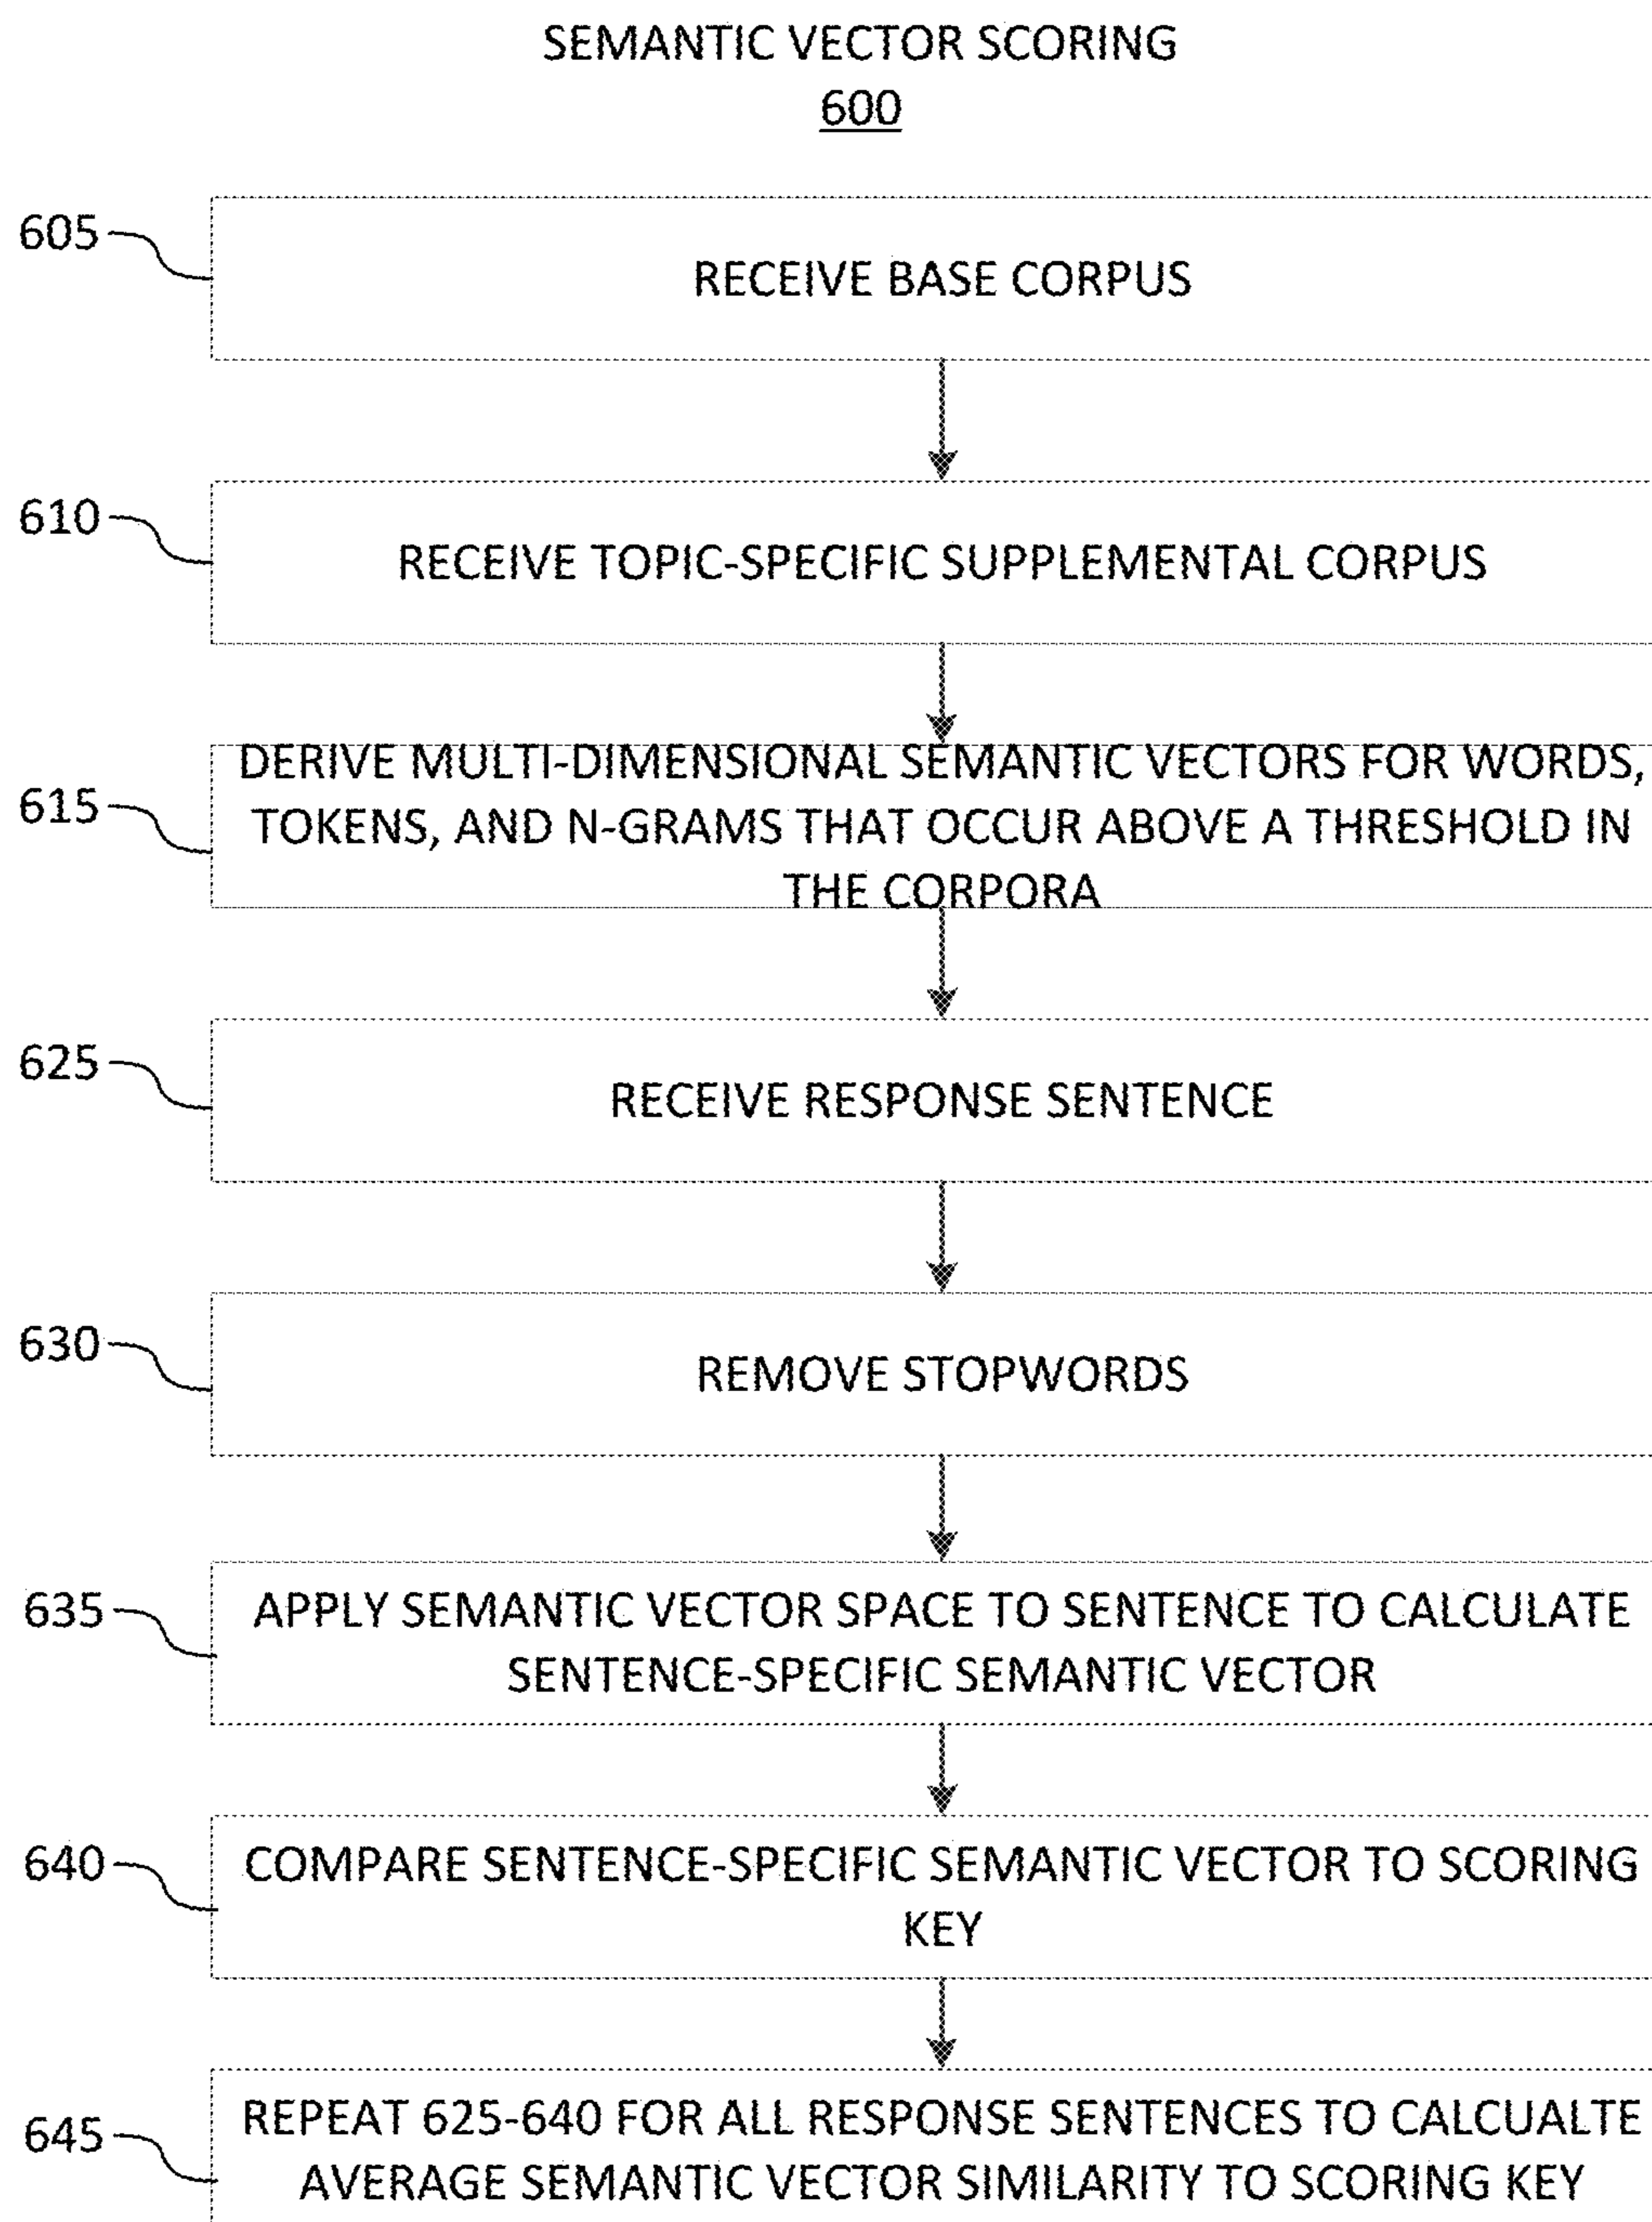 SEMANTIC VECTOR SCORING
600
605
RECEIVE BASE CORPUS
610
RECEIVE TOPIC-SPECIFIC SUPPLEMENTAL CORPUS
615
DERIVE MULTI-DIMENSIONAL SEMANTIC VECTORS FOR WORDS,
TOKENS, AND N-GRAMS THAT OCCUR ABOVE A THRESHOLD IN
THE CORPORA
625
RECEIVE RESPONSE SENTENCE
630
REMOVE STOPWORDS
635
APPLY SEMANTIC VECTOR SPACE TO SENTENCE TO CALCULATE
SENTENCE-SPECIFIC SEMANTIC VECTOR
640
COMPARE SENTENCE-SPECIFIC SEMANTIC VECTOR TO SCORING
KEY
645
REPEAT 625-640 FOR ALL RESPONSE SENTENCES TO CALCUALTE
AVERAGE SEMANTIC VECTOR SIMILARITY TO SCORING KEY